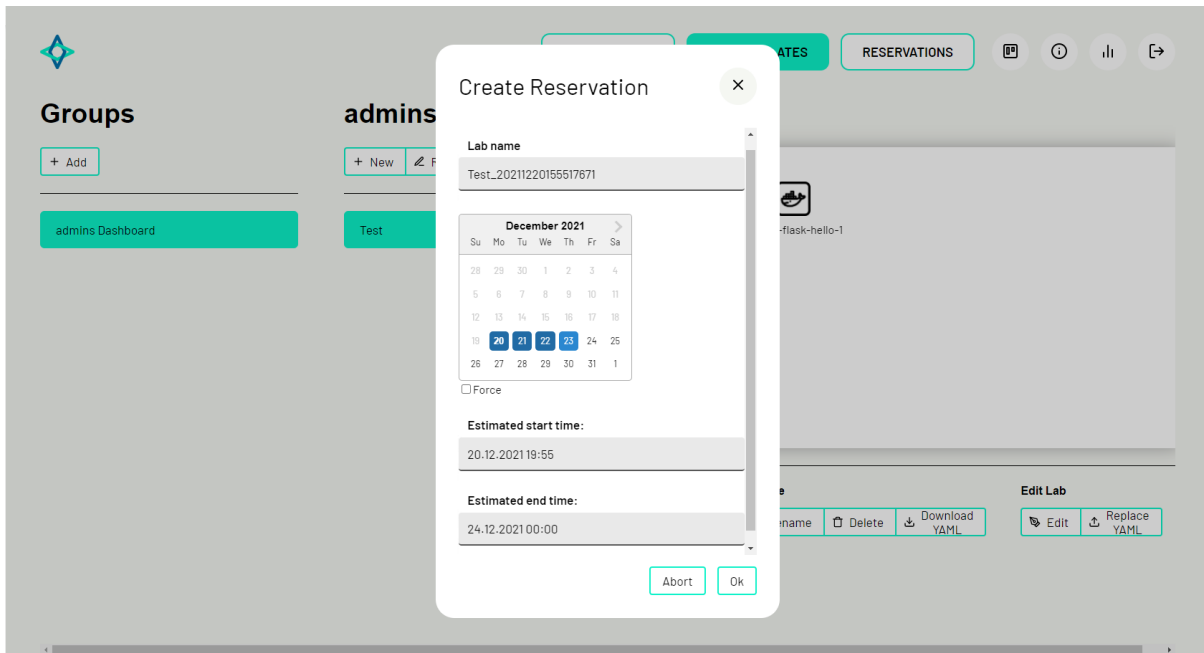 ATES
RESERVATIONS
Groups
+ Add
admins Dashboard
admins
+ New
Test
Create Reservation
Lab name
Test_20211220155517671
December 2021
Su Mo Tu We Th Fr Sa
28 29 30 1 2 3 4
5 6 7 8 9 10 11
12 13 14 15 16 17 18
19 20 21 22 23 24 25
26 27 28 29 30 31 1
Force
Estimated start time:
20.12.2021 19:55
Estimated end time:
24.12.2021 00:00
Abort
Ok
-flask-hello-1
ename
Delete
Download
YAML
Edit Lab
Edit
Replace
YAML